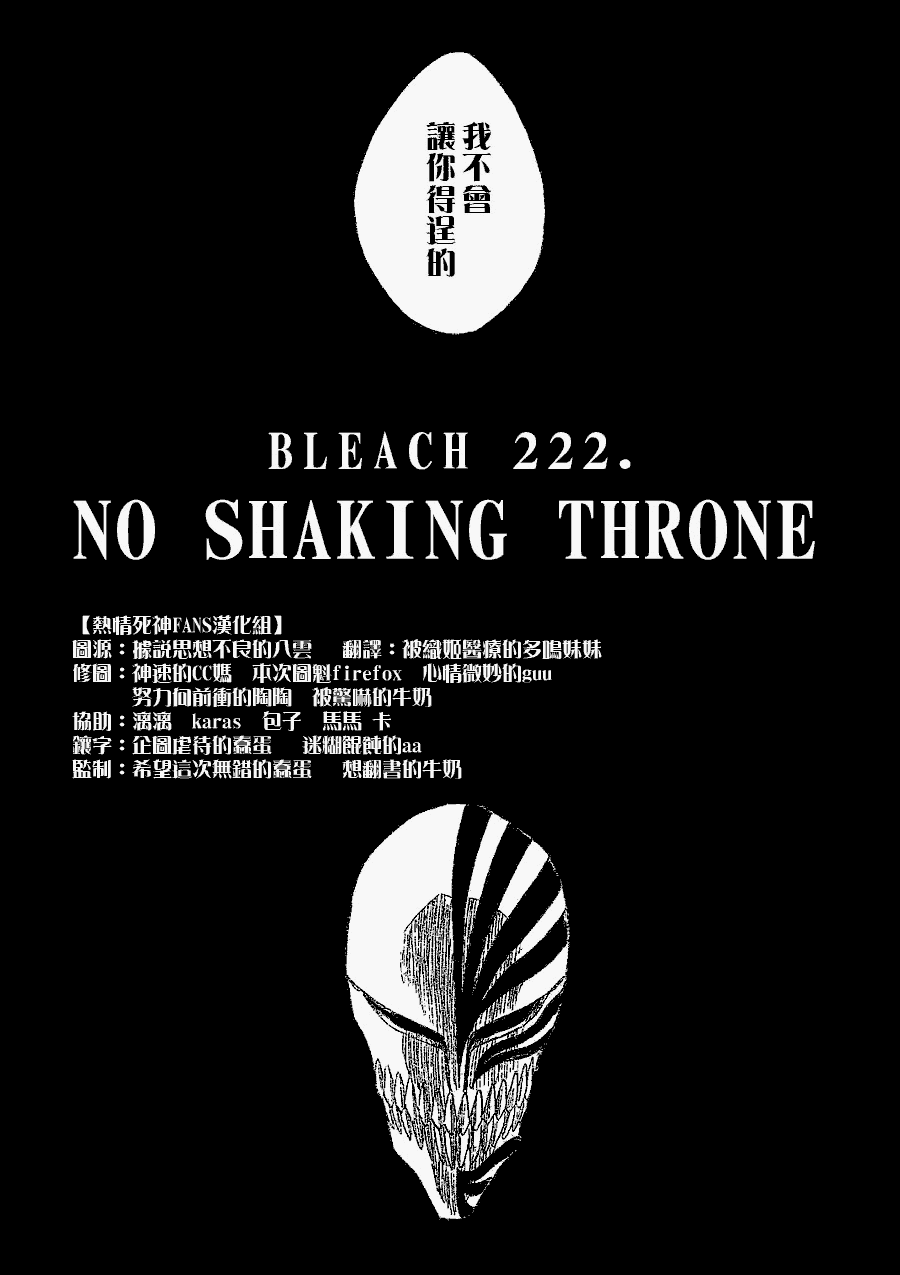 我不會
讓你得逞的
BLEACH 222.
NO SHAKING THRONE
【熱情死神FANS漢化組】
圖源：據説思想不良的八雲　翻譯：被織姬醫療的多鳴妹妹
修圖：神速的CC媽　本次圖魁firefox　心情微妙的guu
努力向前衝的陶陶　被驚嚇的牛奶
協助：漓漓　karas　包子　馬馬 卡
鑲字：企圖虐待的蠢蛋　迷糊餛飩的aa
監制：希望這次無錯的蠢蛋　想翻書的牛奶